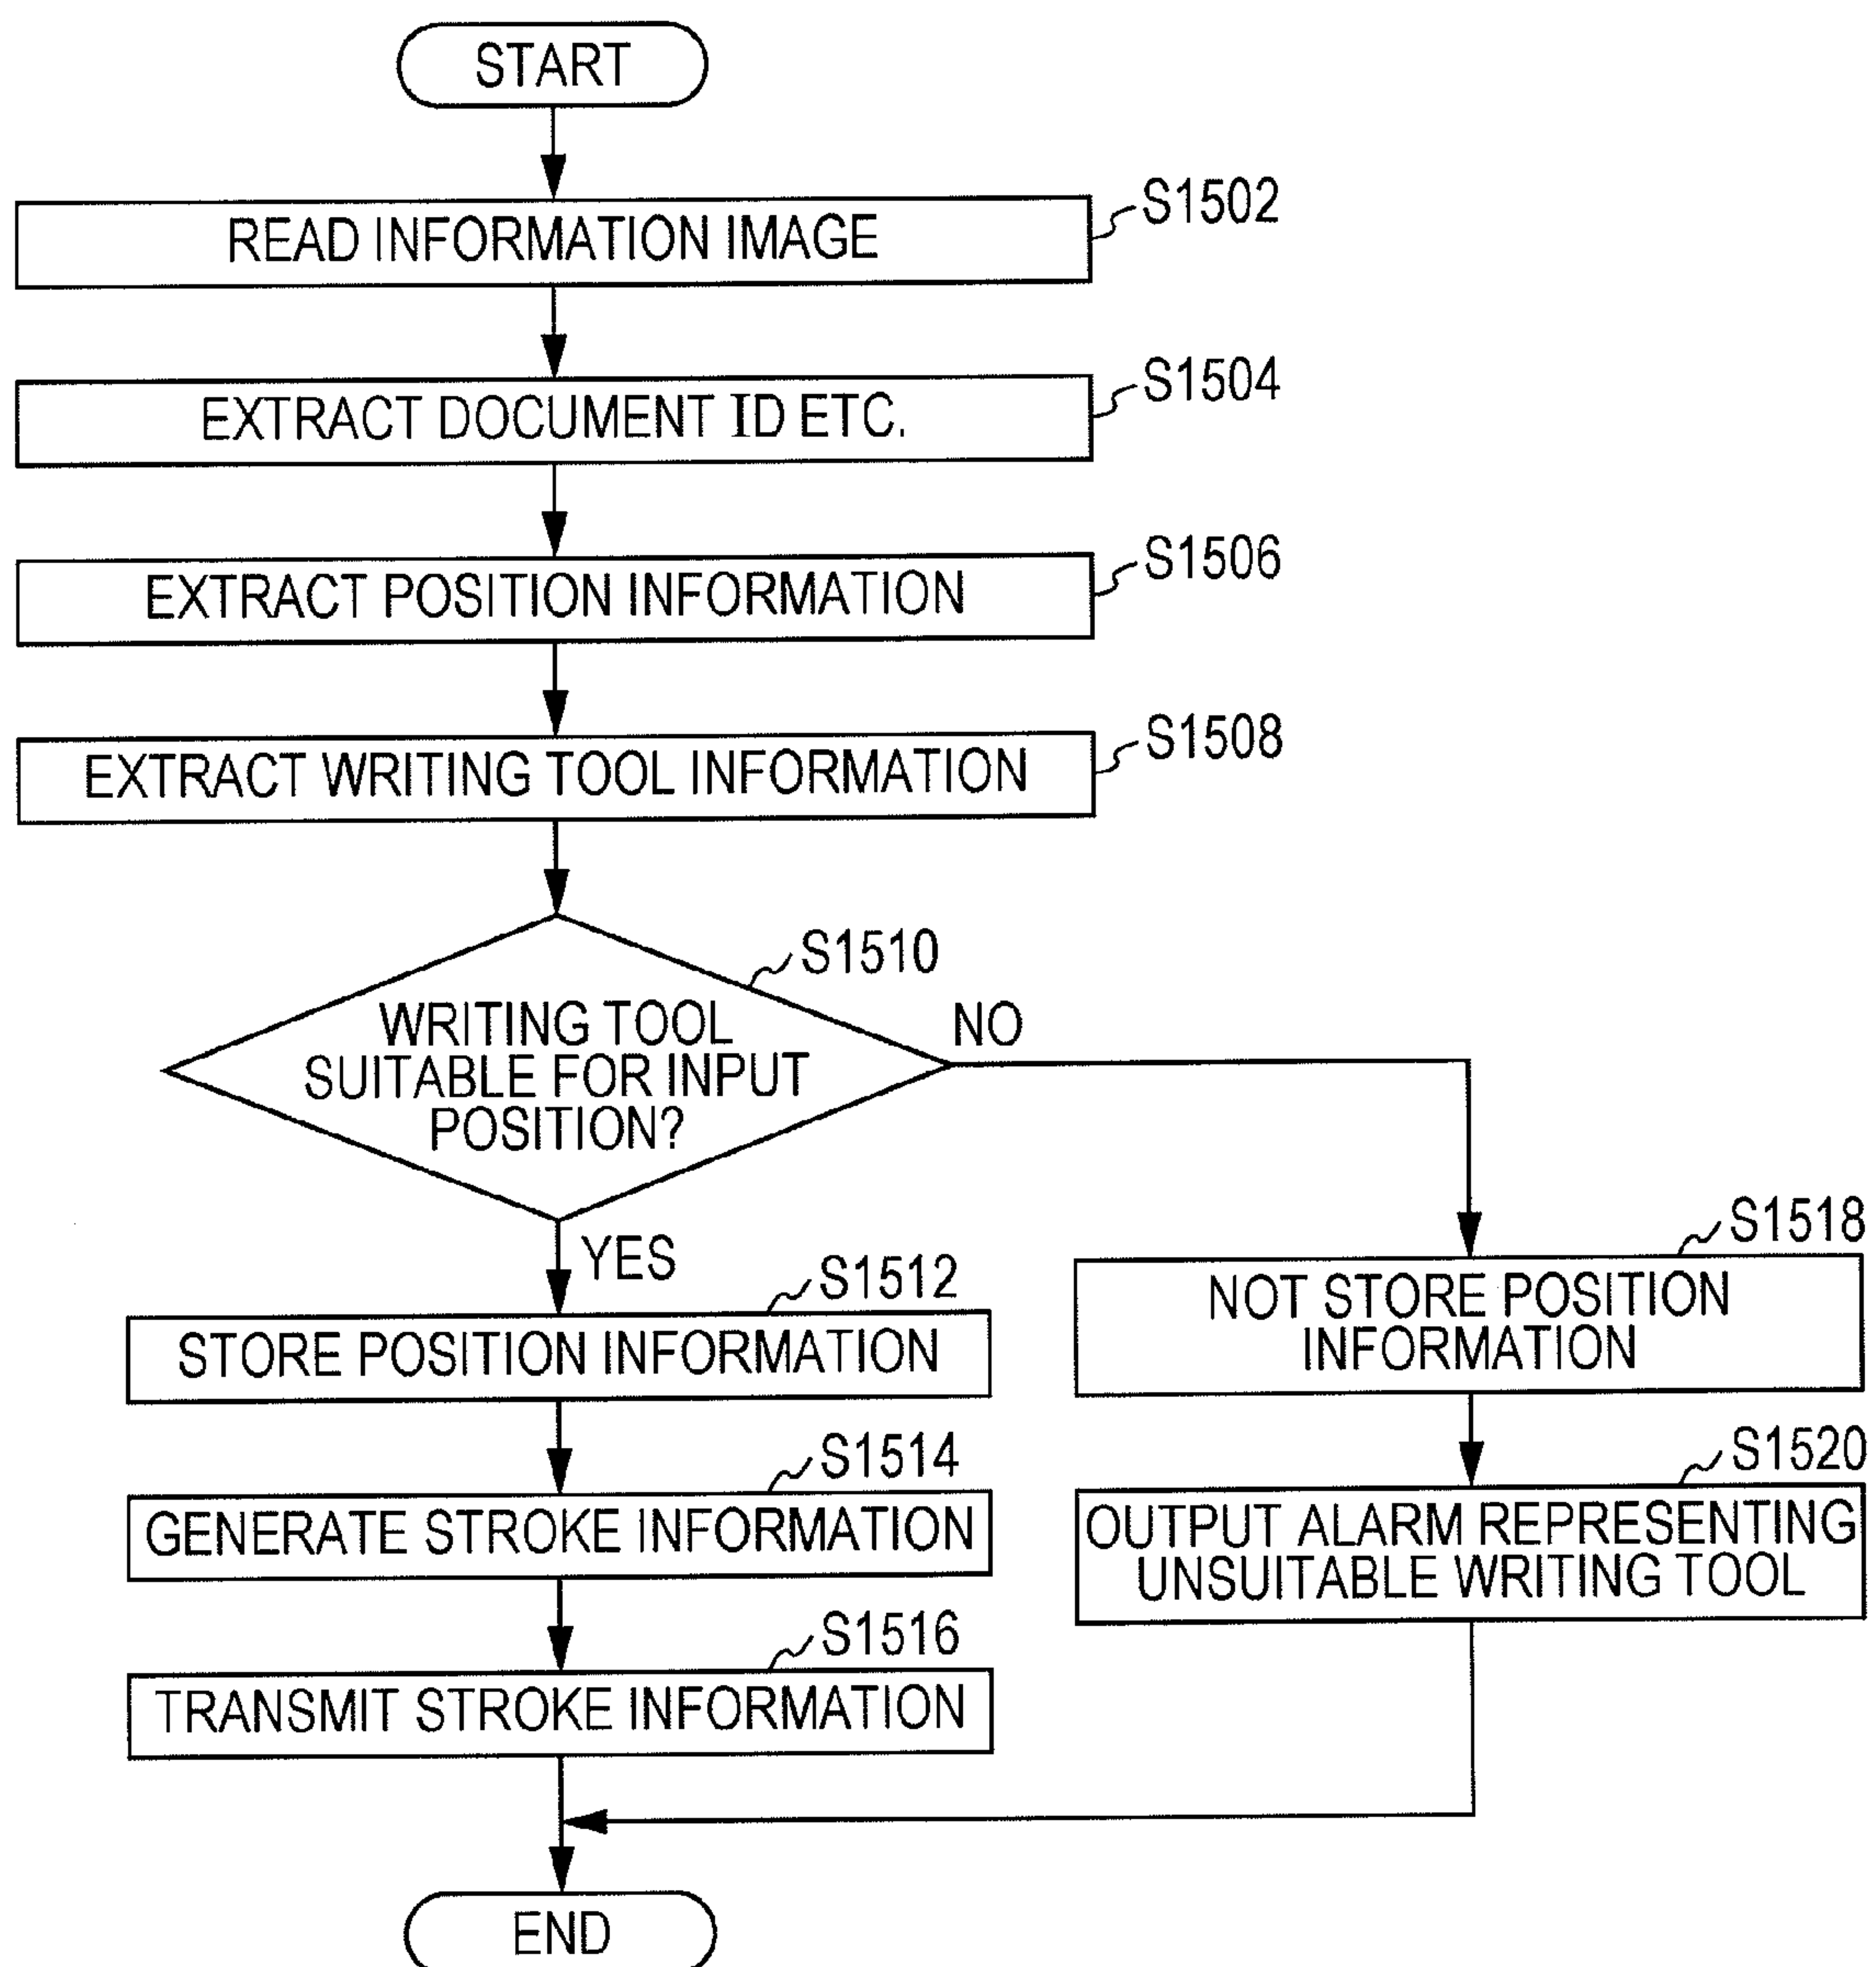 START
S1502
READ INFORMATION IMAGE
S1504
EXTRACT DOCUMENT ID ETC.
S1506
EXTRACT POSITION INFORMATION
S1508
EXTRACT WRITING TOOL INFORMATION
S1510
WRITING TOOL
SUITABLE FOR INPUT
POSITION?
NO
YES
S1512
STORE POSITION INFORMATION
S1514
GENERATE STROKE INFORMATION
S1516
TRANSMIT STROKE INFORMATION
S1518
NOT STORE POSITION
INFORMATION
S1520
OUTPUT ALARM REPRESENTING
UNSUITABLE WRITING TOOL
END